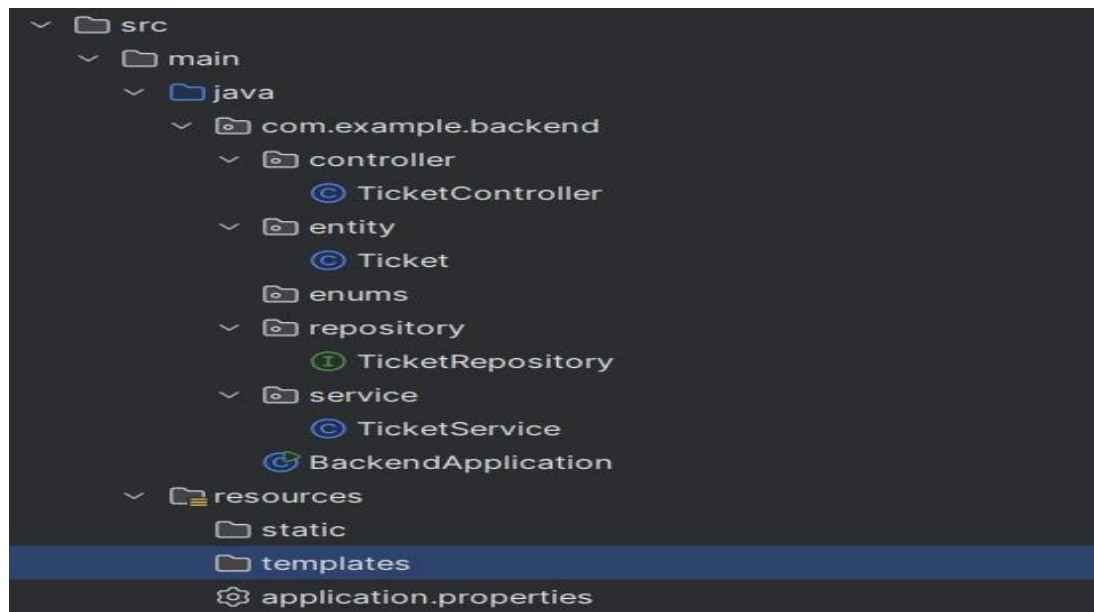 src
main
java
com.example.backend
controller
TicketController
entity
Ticket
enums
repository
TicketRepository
service
TicketService
BackendApplication
resources
static
templates
application.properties